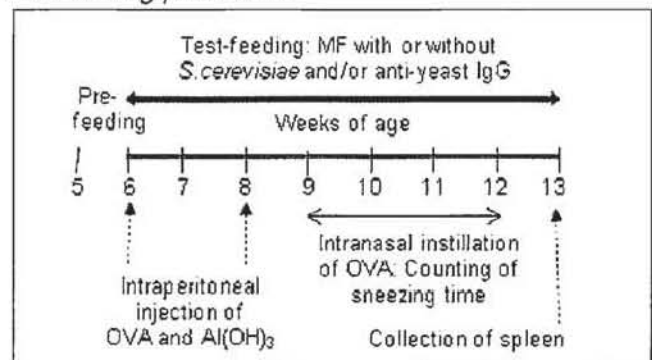 Test-feeding: MF with or without
S.cerevisiae and/or anti-yeast IgG
Pre-
feeding
Weeks of age
5 6 7 8 9 10 11 12 13
Intraperitoneal
injection of
OVA and Al(OH)₃
Intranasal instillation
of OVA: Counting of
sneezing time
Collection of spleen